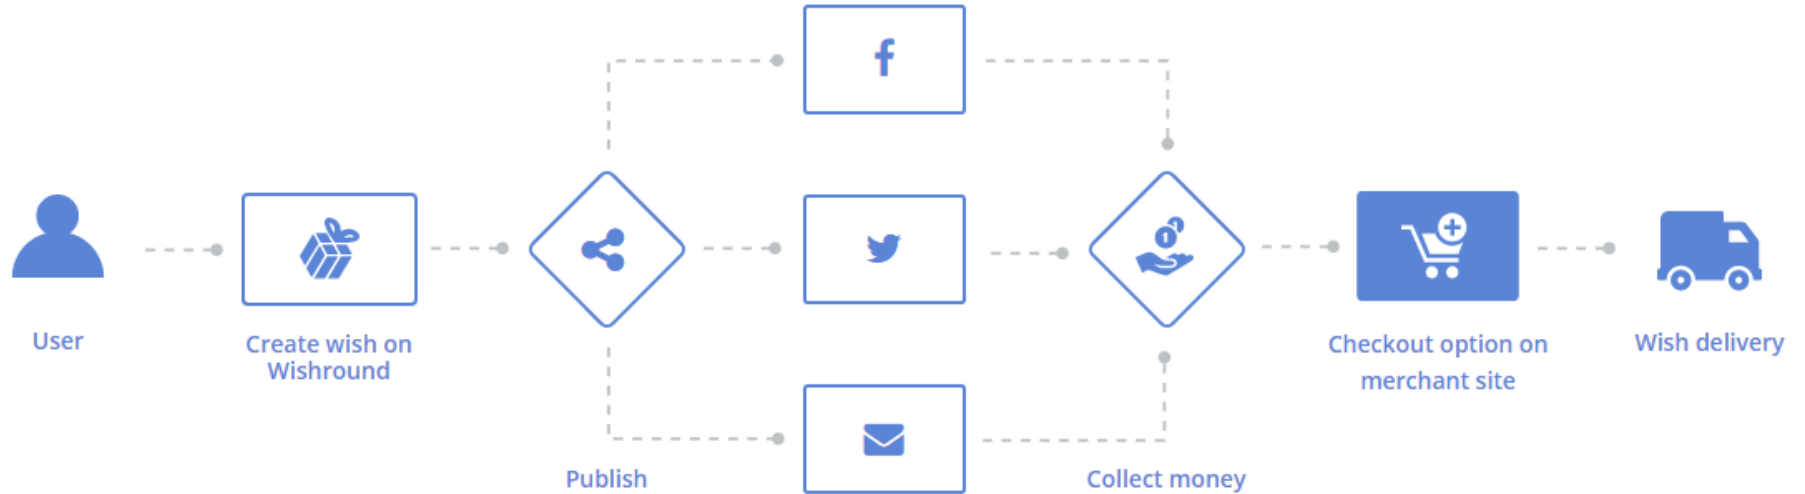 User
Create wish on
Wishround
Publish
Collect money
Checkout option on
merchant site
Wish delivery